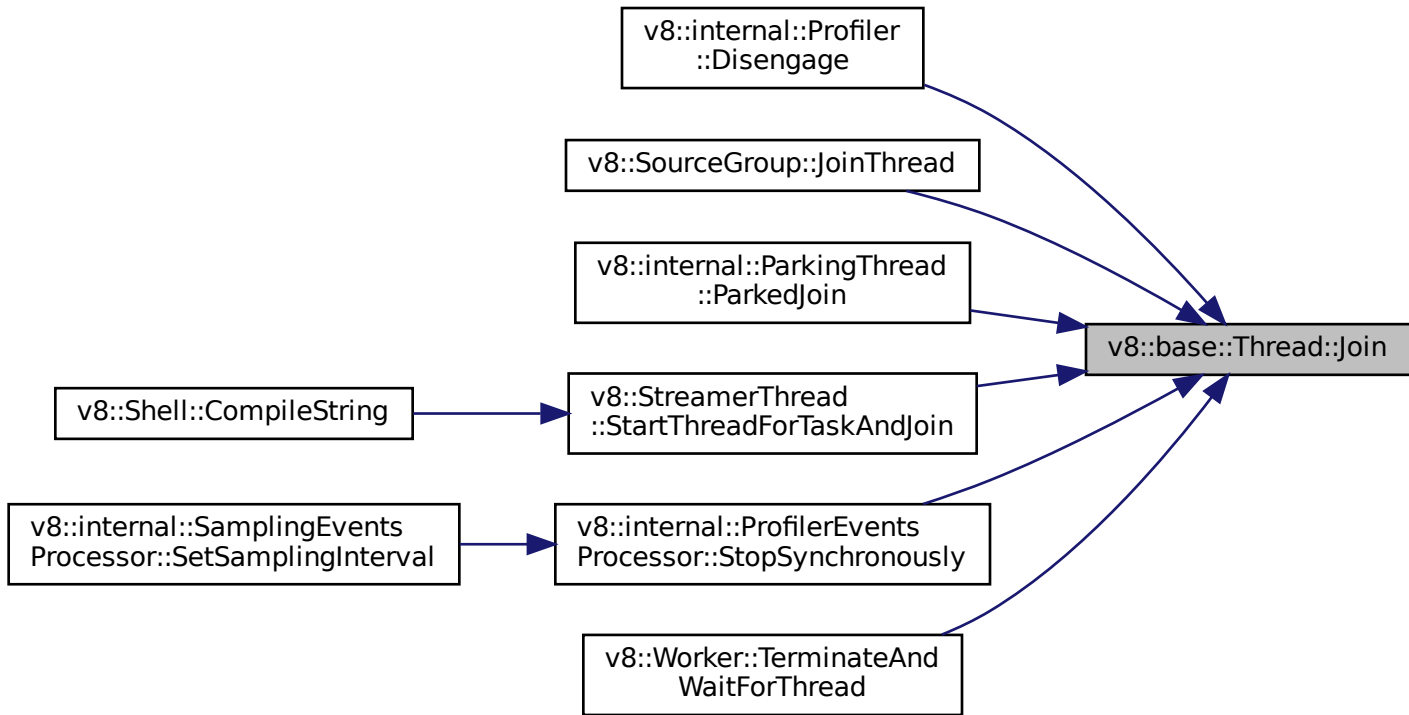 v8::internal::Profiler
::Disengage
v8::SourceGroup::JoinThread
v8::internal::ParkingThread
::ParkedJoin
v8::base::Thread::Join
v8::Shell::CompileString
v8::StreamerThread
::StartThreadForTaskAndJoin
v8::internal::SamplingEvents
Processor::SetSamplingInterval
v8::internal::ProfilerEvents
Processor::StopSynchronously
v8::Worker::TerminateAnd
WaitForThread